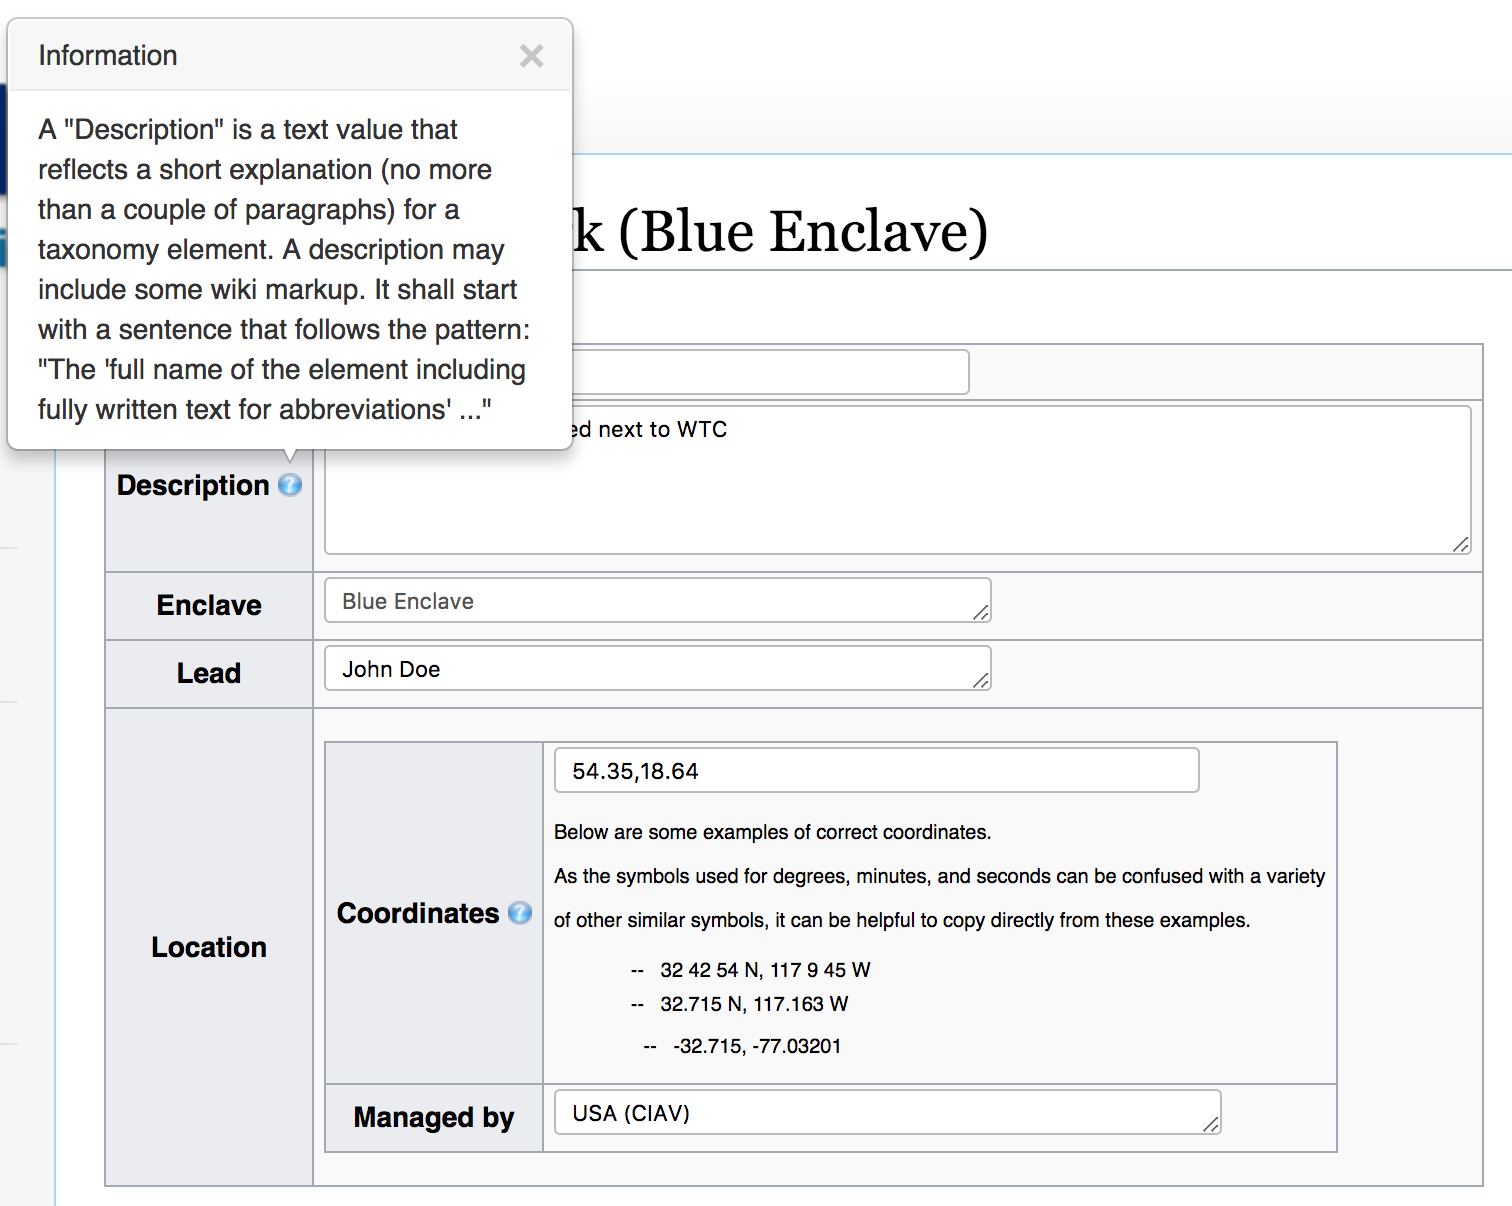 Information
A "Description" is a text value that
reflects a short explanation (no more
than a couple of paragraphs) for a
taxonomy element. A description may
include some wiki markup. It shall start
with a sentence that follows the pattern:
"The 'full name of the element including
fully written text for abbreviations' ..."
k (Blue Enclave)
ed next to WTC
Description
Enclave
Blue Enclave
Lead
John Doe
Location
Coordinates
54.35,18.64
Below are some examples of correct coordinates.
As the symbols used for degrees, minutes, and seconds can be confused with a variety
of other similar symbols, it can be helpful to copy directly from these examples.
-- 32 42 54 N, 117 9 45 W
-- 32.715 N, 117.163 W
-- -32.715, -77.03201
Managed by
USA (CIAV)